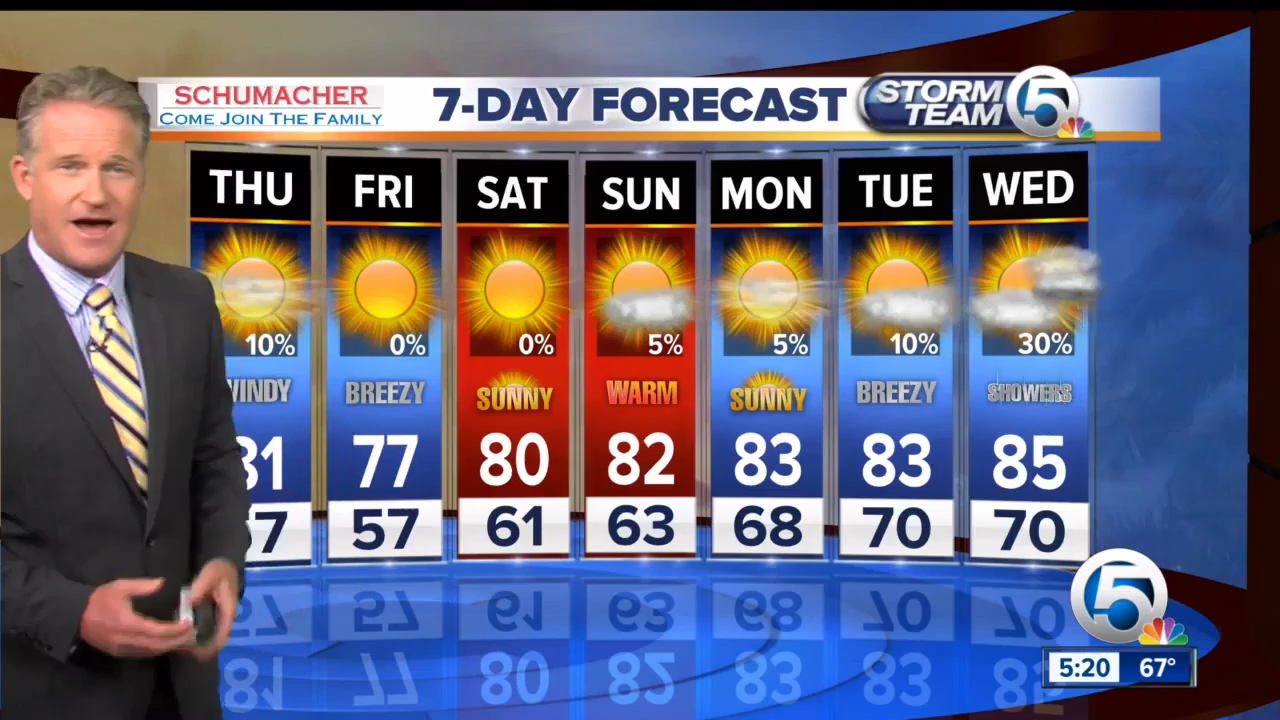 SCHUMACHER
COME JOIN THE FAMILY
7-DAY FORECAST
STORM
TEAM
5
THU FRI SAT SUN MON TUE WED
10% 0% 0% 5% 5% 10% 30%
WINDY BREEZY SUNNY WARM SUNNY BREEZY SHOWERS
81 77 80 82 83 83 85
57 61 63 68 70 70
5
5:20 67°